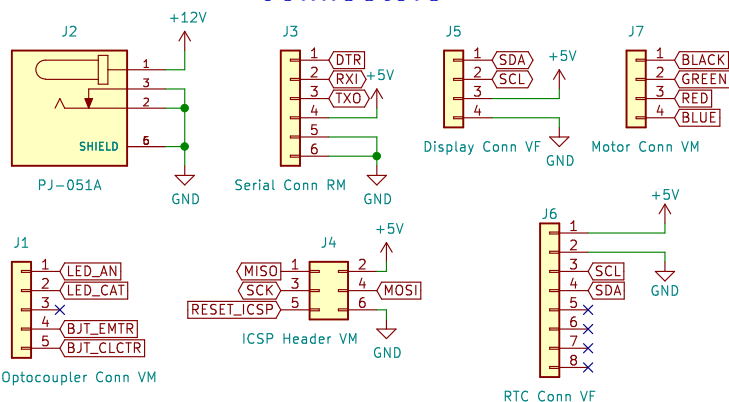 J2
+12V
1
3
2
SHIELD
PJ-051A
GND
J3
1
DTR
2
RXI
3
TXO
+5V
4
5
6
Serial Conn RM
GND
J5
1
SDA
2
SCL
3
+5V
4
Display Conn VF
GND
J7
1
BLACK
2
GREEN
3
RED
4
BLUE
Motor Conn VM
J1
1
LED_AN
2
LED_CAT
3
4
BJT_EMTR
5
BJT_CLCTR
Optocoupler Conn VM
J4
+5V
MISO
1
2
SCK
3
4
MOSI
RESET_ICSP
5
6
ICSP Header VM
GND
J6
+5V
1
2
3
SCL
4
SDA
GND
5
6
7
8
RTC Conn VF